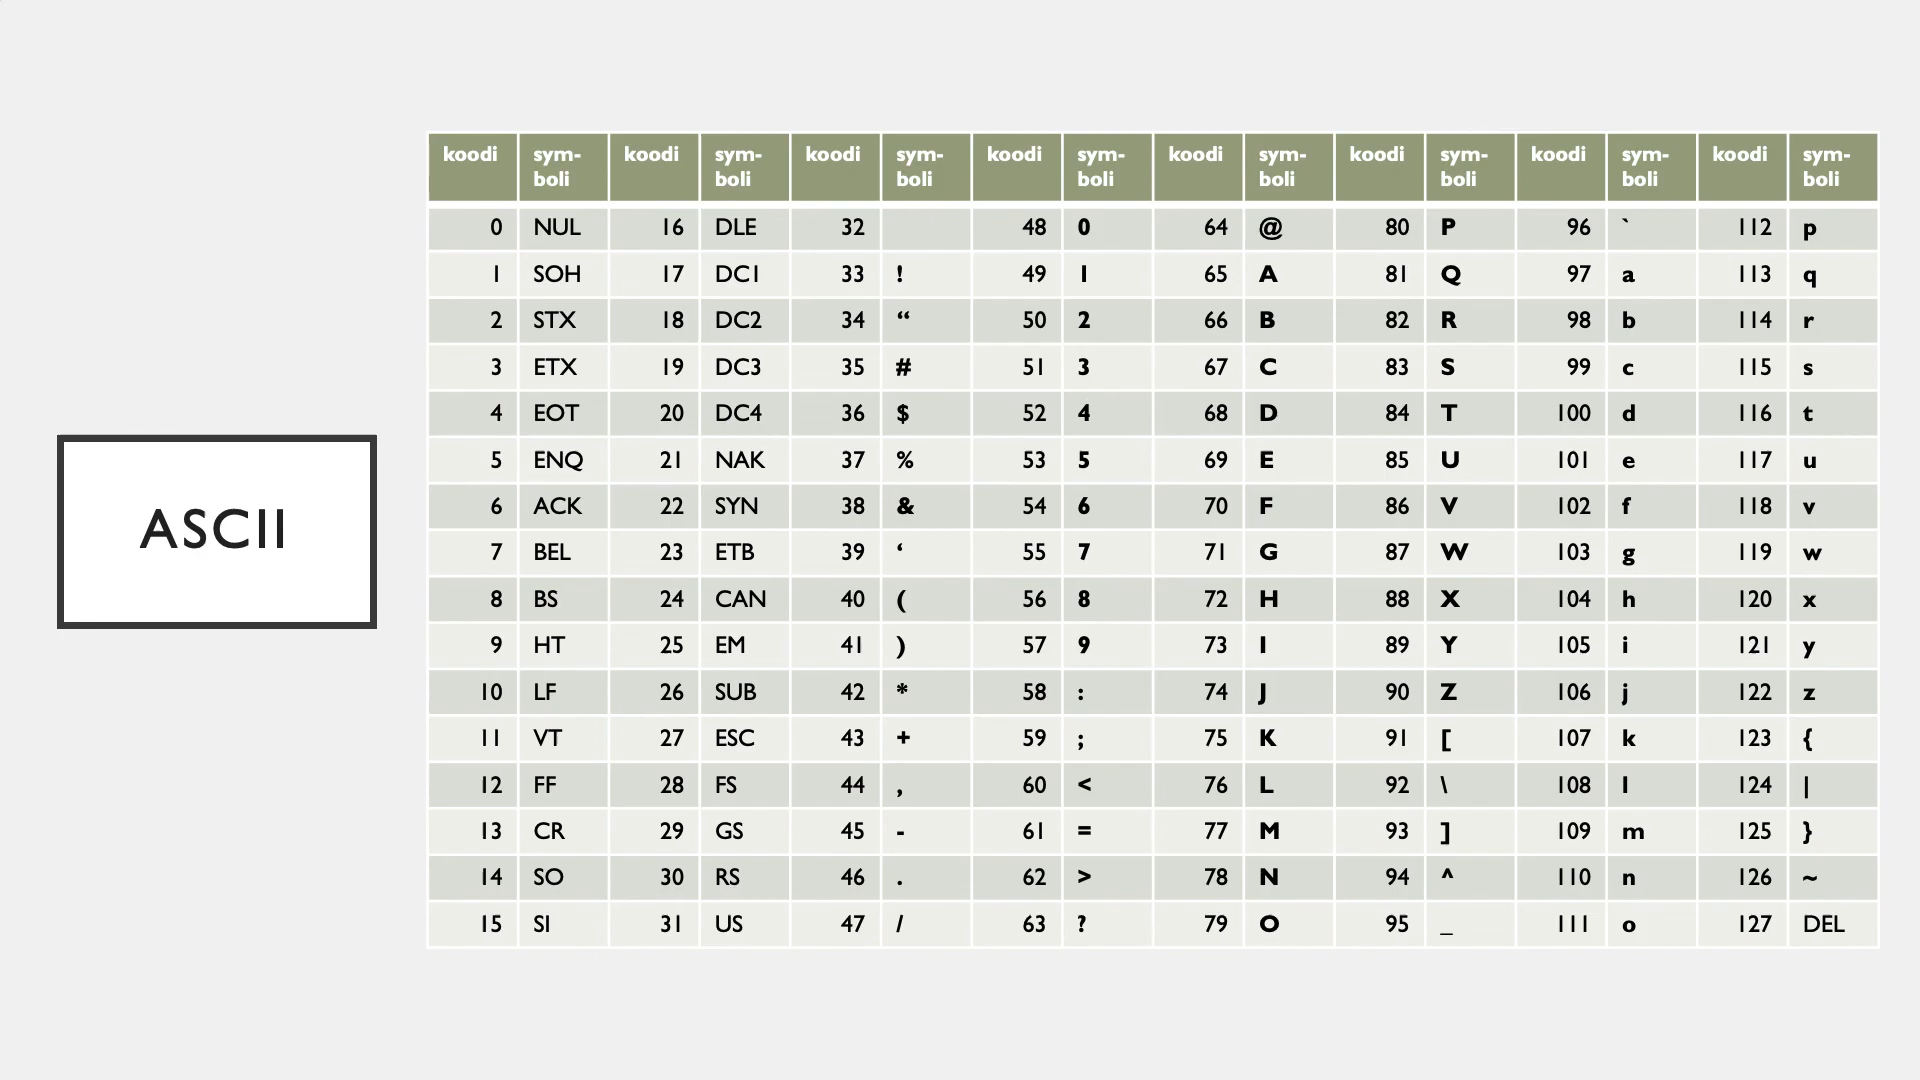 ASCII
koodi sym-boli koodi sym-boli koodi sym-boli koodi sym-boli koodi sym-boli koodi sym-boli koodi sym-boli koodi sym-boli
0 NUL 16 DLE 32 48 0 64 @ 80 P 96 ` 112 p
1 SOH 17 DC1 33 ! 49 1 65 A 81 Q 97 a 113 q
2 STX 18 DC2 34 “ 50 2 66 B 82 R 98 b 114 r
3 ETX 19 DC3 35 # 51 3 67 C 83 S 99 c 115 s
4 EOT 20 DC4 36 $ 52 4 68 D 84 T 100 d 116 t
5 ENQ 21 NAK 37 % 53 5 69 E 85 U 101 e 117 u
6 ACK 22 SYN 38 & 54 6 70 F 86 V 102 f 118 v
7 BEL 23 ETB 39 ‘ 55 7 71 G 87 W 103 g 119 w
8 BS 24 CAN 40 ( 56 8 72 H 88 X 104 h 120 x
9 HT 25 EM 41 ) 57 9 73 I 89 Y 105 i 121 y
10 LF 26 SUB 42 * 58 : 74 J 90 Z 106 j 122 z
11 VT 27 ESC 43 + 59 ; 75 K 91 [ 107 k 123 {
12 FF 28 FS 44 , 60 < 76 L 92 \ 108 l 124 |
13 CR 29 GS 45 - 61 = 77 M 93 ] 109 m 125 }
14 SO 30 RS 46 . 62 > 78 N 94 ^ 110 n 126 ~
15 SI 31 US 47 / 63 ? 79 O 95 _ 111 o 127 DEL